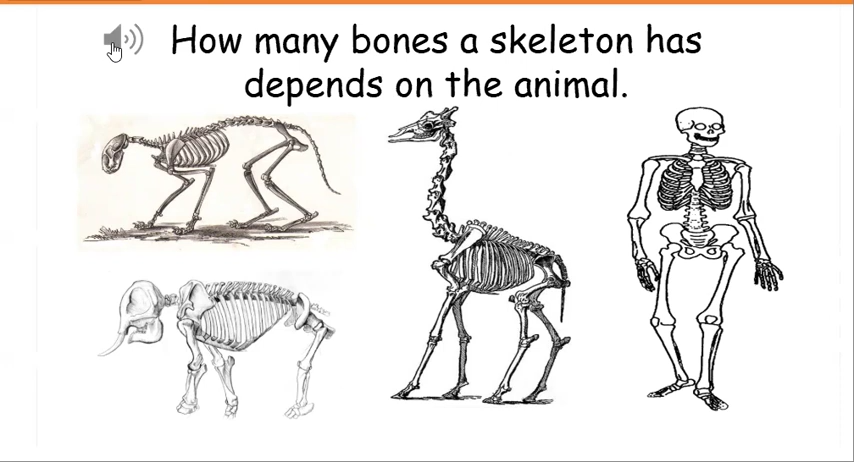 How many bones a skeleton has
depends on the animal.